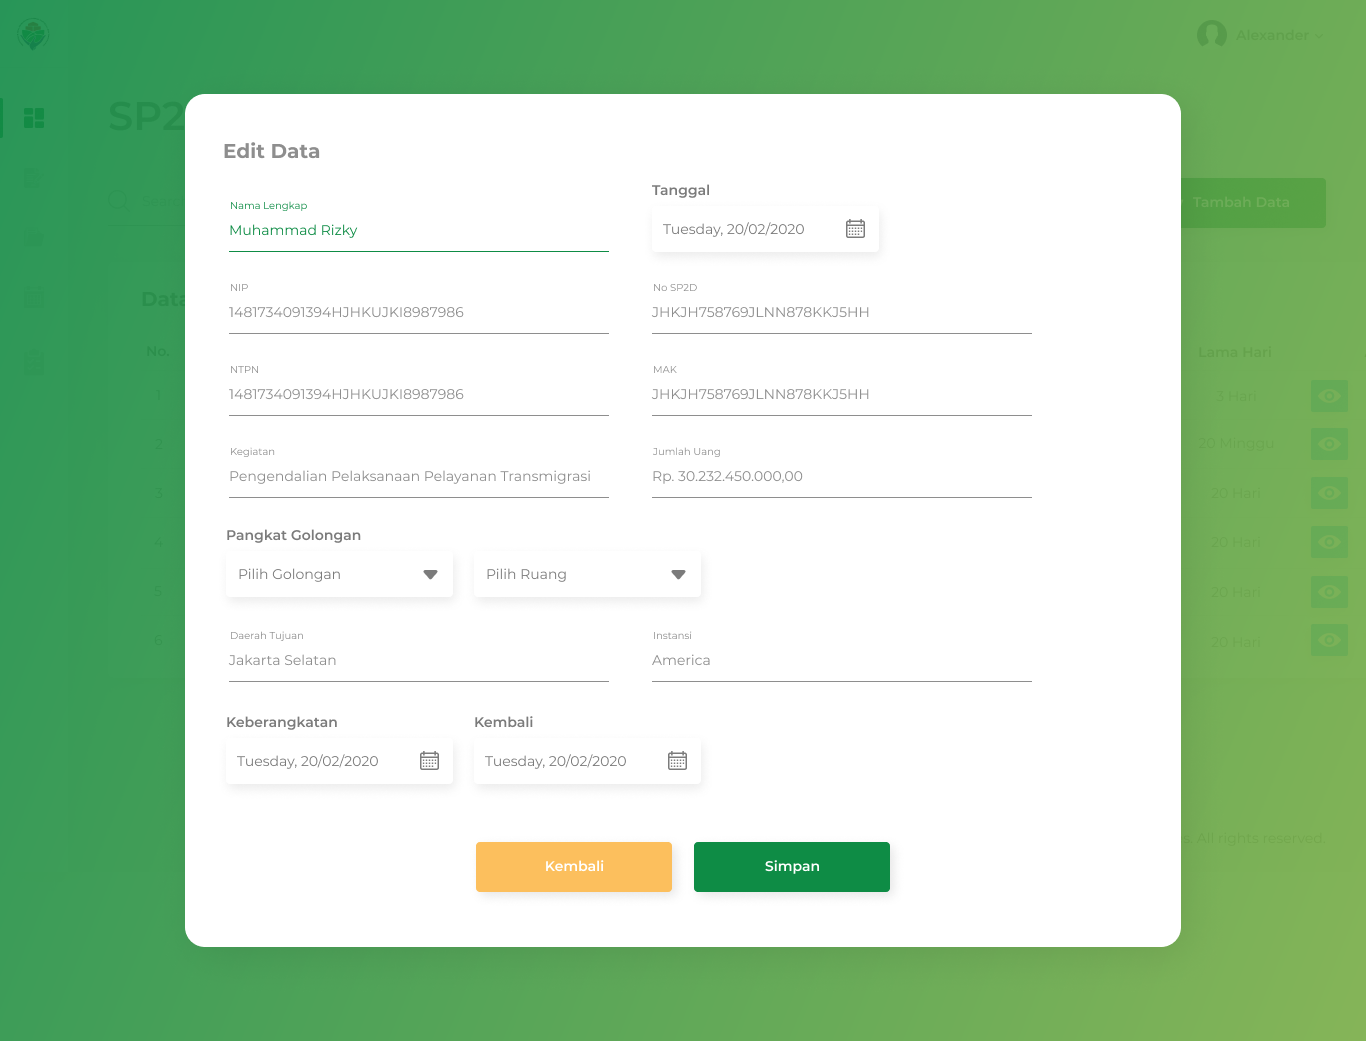 Alexander
SP2
Sear
Tambah Data
Edit Data
Nama Lengkap
Muhammad Rizky
Tanggal
Tuesday, 20/02/2020
NIP
1481734091394HJHKUJKI8987986
No SP2D
JHKJH758769JLNN878KKJ5HH
NTPN
1481734091394HJHKUJKI8987986
MAK
JHKJH758769JLNN878KKJ5HH
Kegiatan
Pengendalian Pelaksanaan Pelayanan Transmigrasi
Jumlah Uang
Rp. 30.232.450.000,00
Pangkat Golongan
Pilih Golongan
Pilih Ruang
Daerah Tujuan
Jakarta Selatan
Instansi
America
Keberangkatan
Tuesday, 20/02/2020
Kembali
Tuesday, 20/02/2020
Kembali
Simpan
Data
No.
Lama Hari
1
3 Hari
2
20 Minggu
3
20 Hari
4
20 Hari
5
20 Hari
6
20 Hari
All rights reserved.